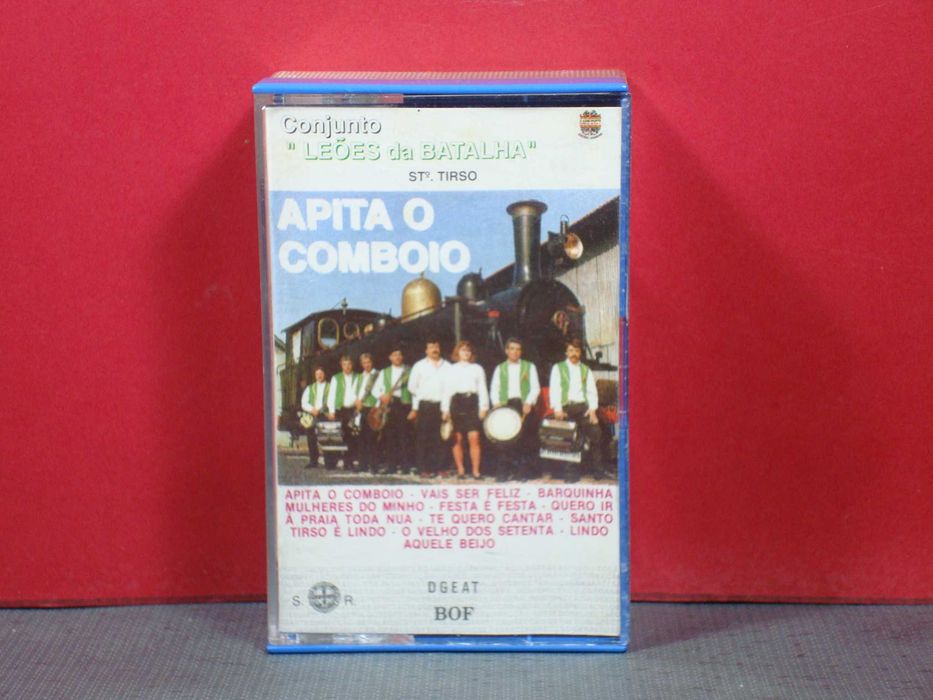 Conjunto
" LEÕES da BATALHA"
STº. TIRSO
APITA O
COMBOIO
APITA O COMBOIO - VAIS SER FELIZ - BARQUINHA
MULHERES DO MINHO - FESTA É FESTA - QUERO IR
À PRAIA TODA NUA - TE QUERO CANTAR - SANTO
TIRSO É LINDO - O VELHO DOS SETENTA - LINDO
AQUELE BEIJO
S. R.
DGEAT
BOF